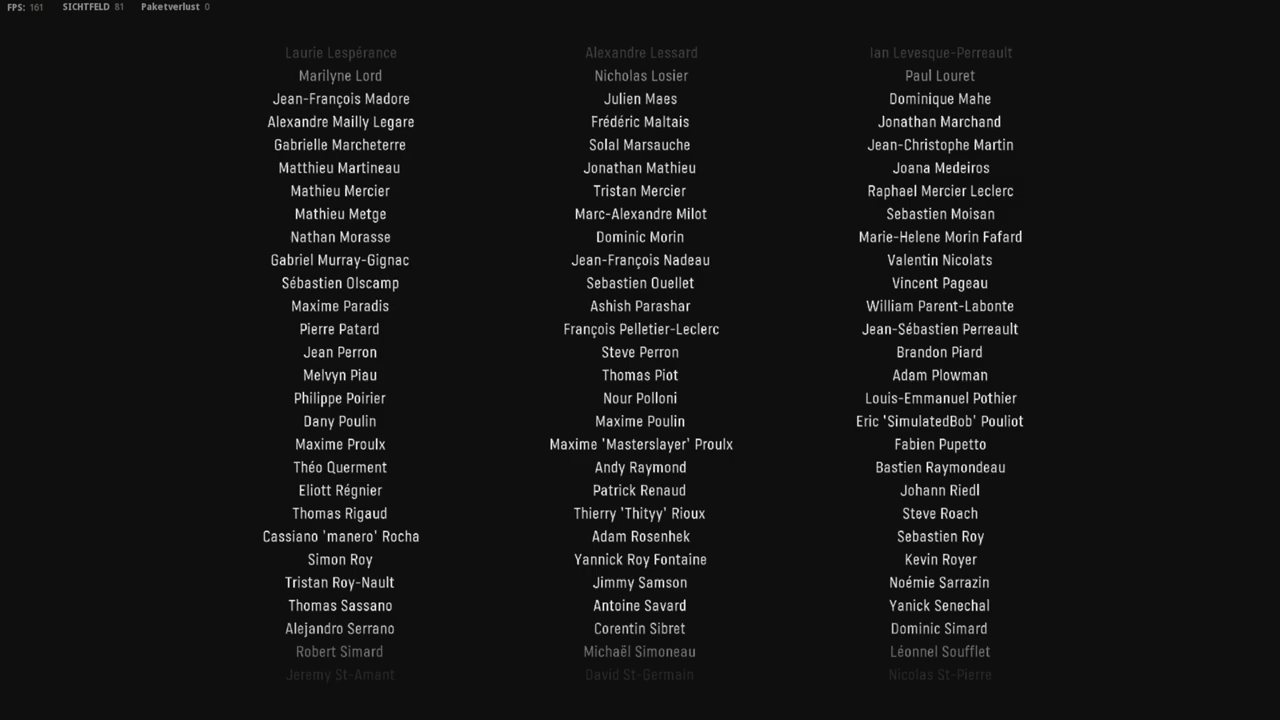 FPS: 161 SICHTFELD 81 Paketverlust 0
Laurie Lespérance Alexandre Lessard Ian Levesque-Perreault
Marilyne Lord Nicholas Losier Paul Louret
Jean-François Madore Julien Maes Dominique Mahe
Alexandre Mailly Legare Frédéric Maltais Jonathan Marchand
Gabrielle Marcheterre Solal Marsauche Jean-Christophe Martin
Matthieu Martineau Jonathan Mathieu Joana Medeiros
Mathieu Mercier Tristan Mercier Raphael Mercier Leclerc
Mathieu Metge Marc-Alexandre Milot Sebastien Moisan
Nathan Morasse Dominic Morin Marie-Helene Morin Fafard
Gabriel Murray-Gignac Jean-François Nadeau Valentin Nicolats
Sébastien Olscamp Sebastien Ouellet Vincent Pageau
Maxime Paradis Ashish Parashar William Parent-Labonte
Pierre Patard François Pelletier-Leclerc Jean-Sébastien Perreault
Jean Perron Steve Perron Brandon Piard
Melvyn Piau Thomas Piot Adam Plowman
Philippe Poirier Nour Polloni Louis-Emmanuel Pothier
Dany Poulin Maxime Poulin Eric 'SimulatedBob' Pouliot
Maxime Proulx Maxime 'Masterslayer' Proulx Fabien Pupetto
Théo Querment Andy Raymond Bastien Raymondeau
Eliott Régnier Patrick Renaud Johann Riedl
Thomas Rigaud Thierry 'Thityy' Rioux Steve Roach
Cassiano 'manero' Rocha Adam Rosenhek Sebastien Roy
Simon Roy Yannick Roy Fontaine Kevin Royer
Tristan Roy-Nault Jimmy Samson Noémie Sarrazin
Thomas Sassano Antoine Savard Yanick Senechal
Alejandro Serrano Corentin Sibret Dominic Simard
Robert Simard Michaël Simoneau Léonnel Soufflet
Jeremy St-Amant David St-Germain Nicolas St-Pierre